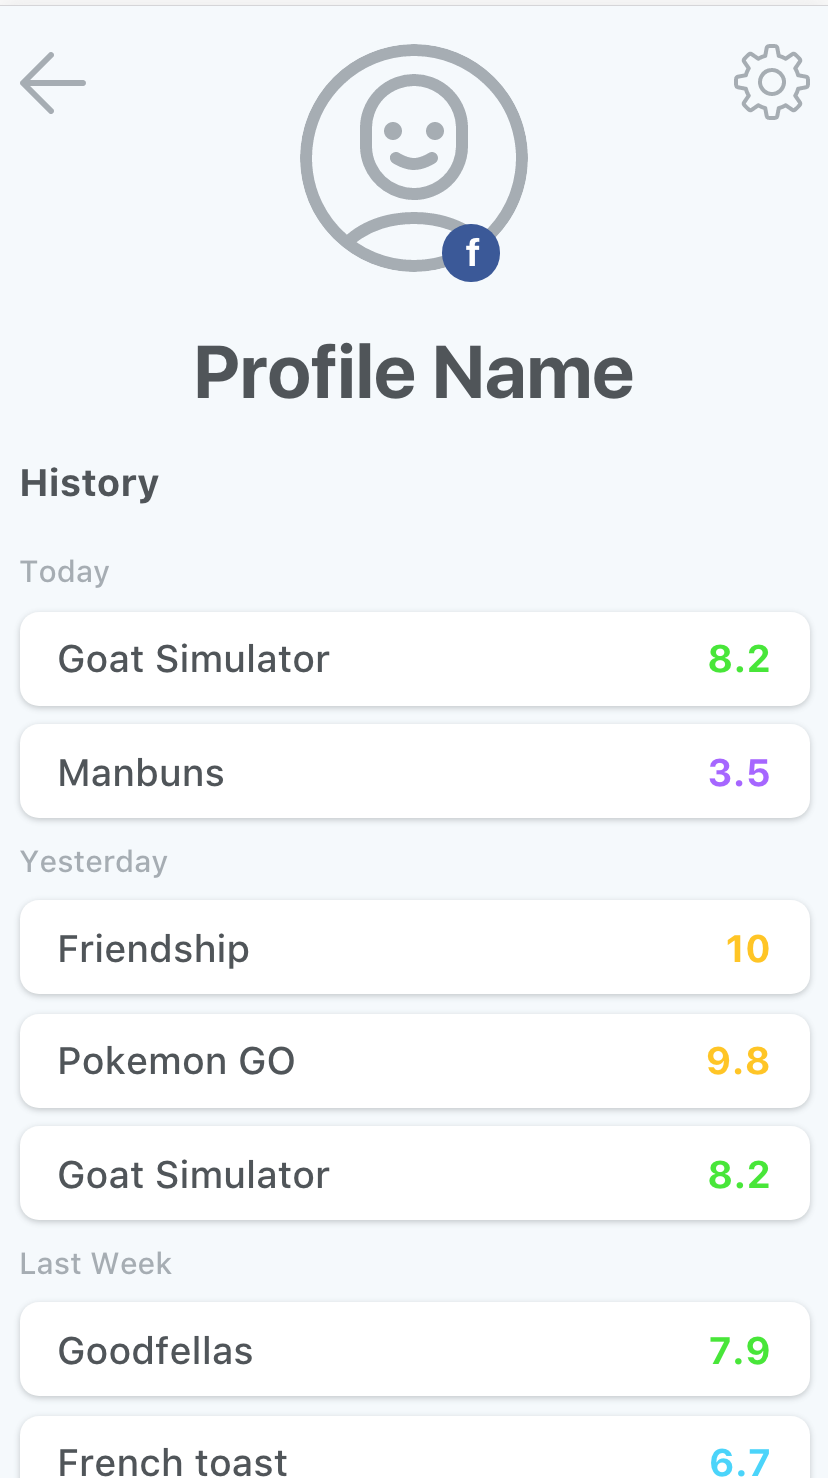 f
Profile Name
History
Today
Goat Simulator 8.2
Manbuns 3.5
Yesterday
Friendship 10
Pokemon GO 9.8
Goat Simulator 8.2
Last Week
Goodfellas 7.9
French toast 6.7